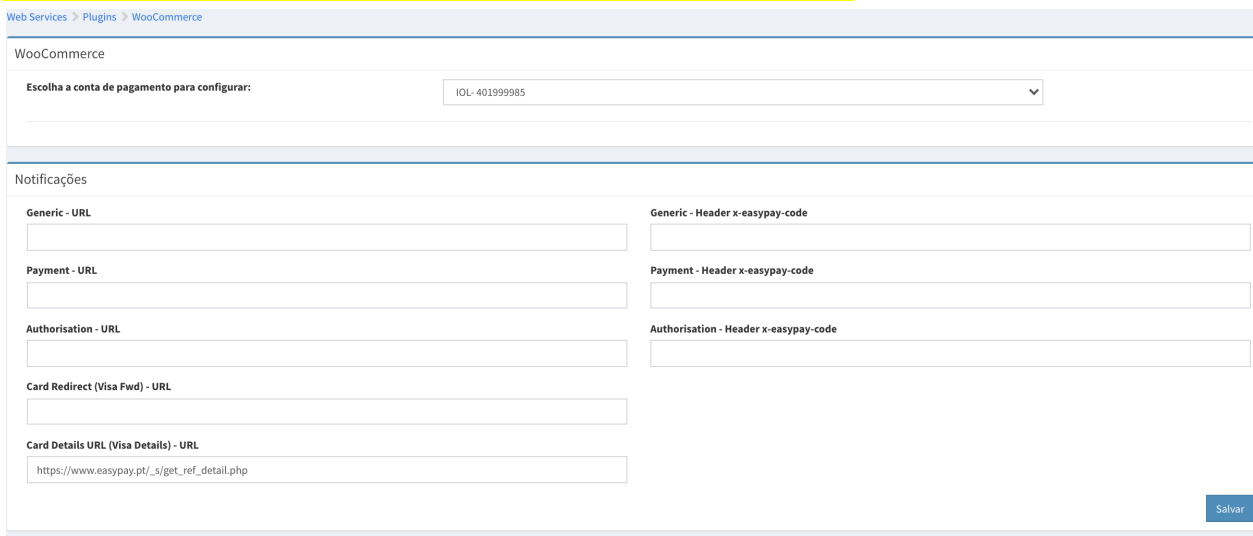 Web Services > Plugins > WooCommerce
WooCommerce
Escolha a conta de pagamento para configurar:
IOL- 401999985
Notificações
Generic - URL
Generic - Header x-easypay-code
Payment - URL
Payment - Header x-easypay-code
Authorisation - URL
Authorisation - Header x-easypay-code
Card Redirect (Visa Fwd) - URL
Card Details URL (Visa Details) - URL
https://www.easypay.pt/_s/get_ref_detail.php
Salvar